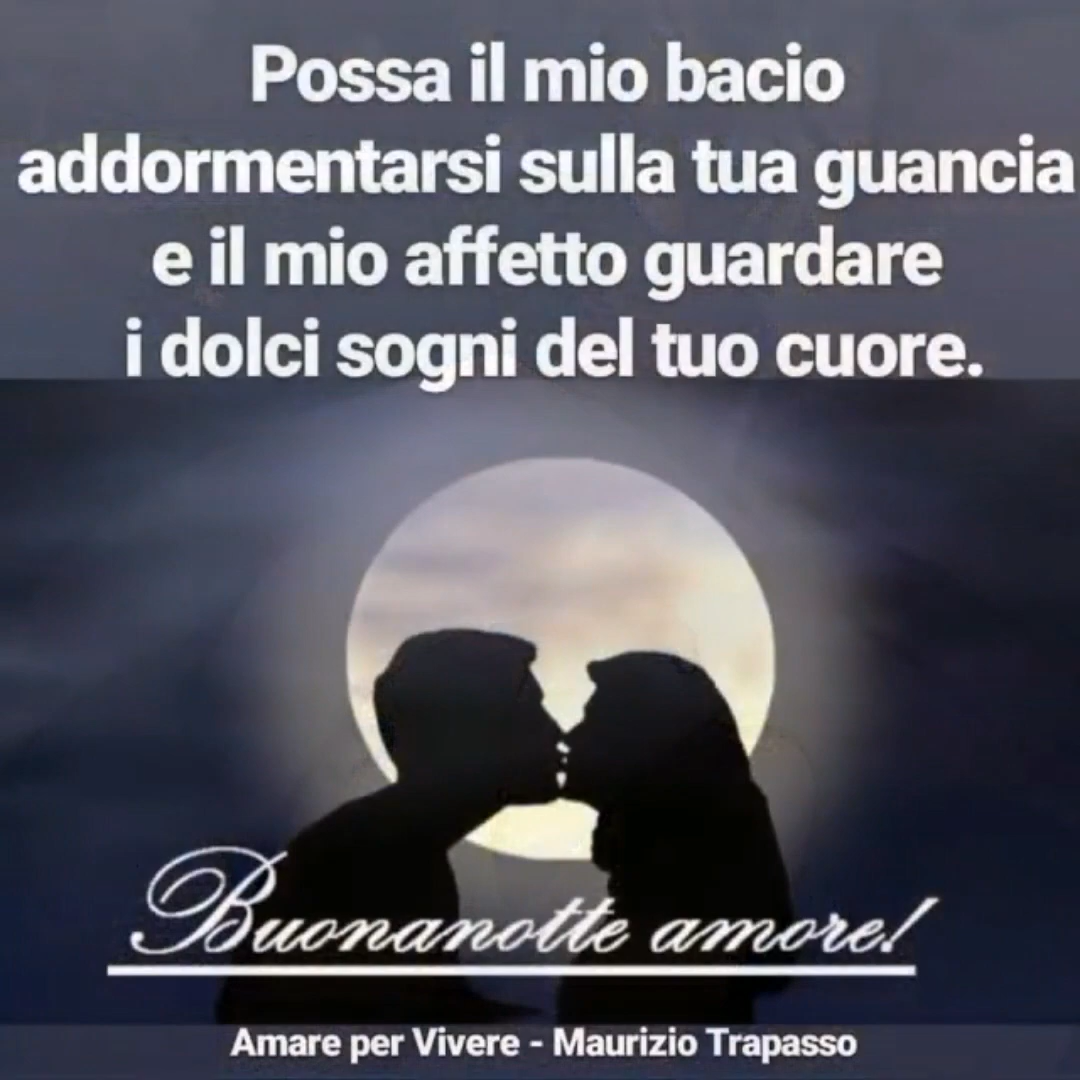 Possa il mio bacio
addormentarsi sulla tua guancia
e il mio affetto guardare
i dolci sogni del tuo cuore.
Buonanotte amore!
Amare per Vivere - Maurizio Trapasso